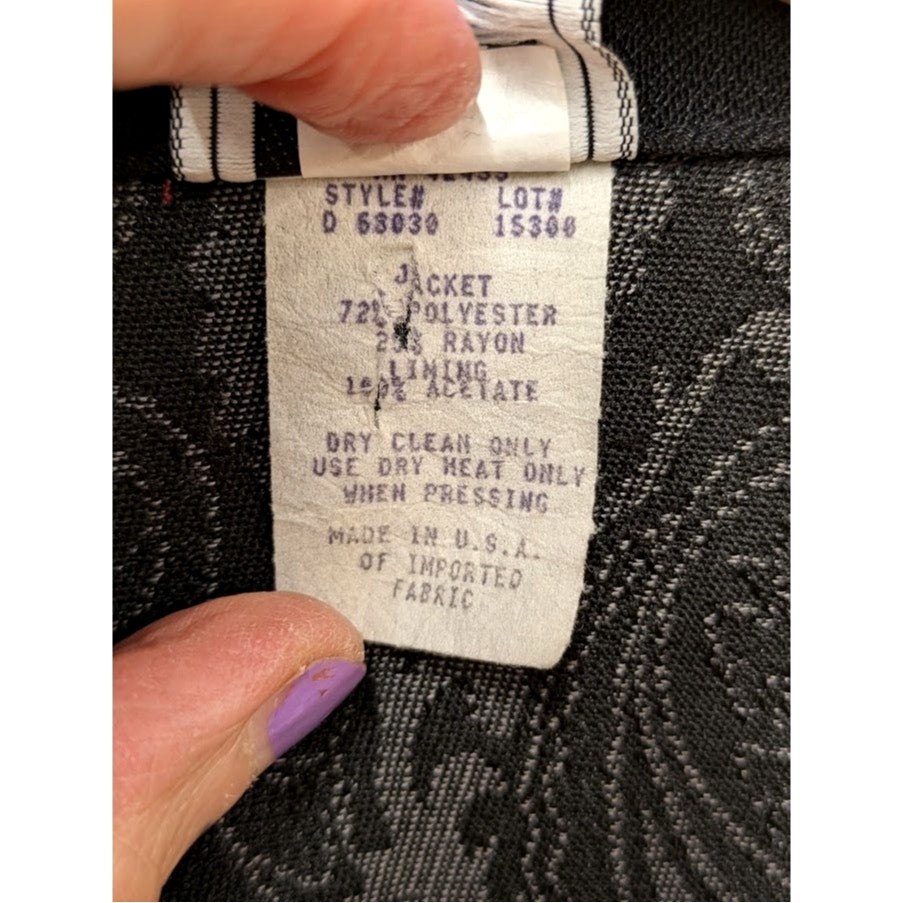 STYLE# LOT#
D 63030 15300
JACKET
72% POLYESTER
28% RAYON
LINING
100% ACETATE
DRY CLEAN ONLY
USE DRY HEAT ONLY
WHEN PRESSING
MADE IN U.S.A.
OF IMPORTED
FABRIC